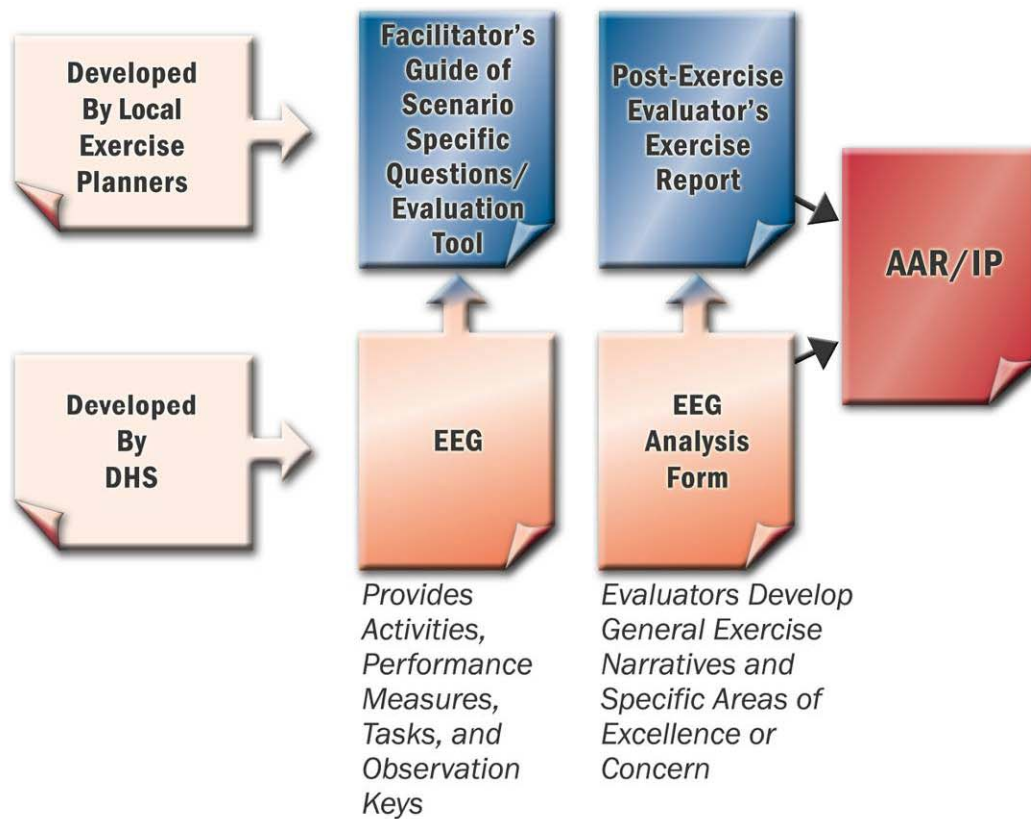 Developed
By Local
Exercise
Planners
Facilitator's
Guide of
Scenario
Specific
Questions/
Evaluation
Tool
Post-Exercise
Evaluator's
Exercise
Report
AAR/IP
Developed
By
DHS
EEG
EEG
Analysis
Form
Provides
Activities,
Performance
Measures,
Tasks, and
Observation
Keys
Evaluators Develop
General Exercise
Narratives and
Specific Areas of
Excellence or
Concern